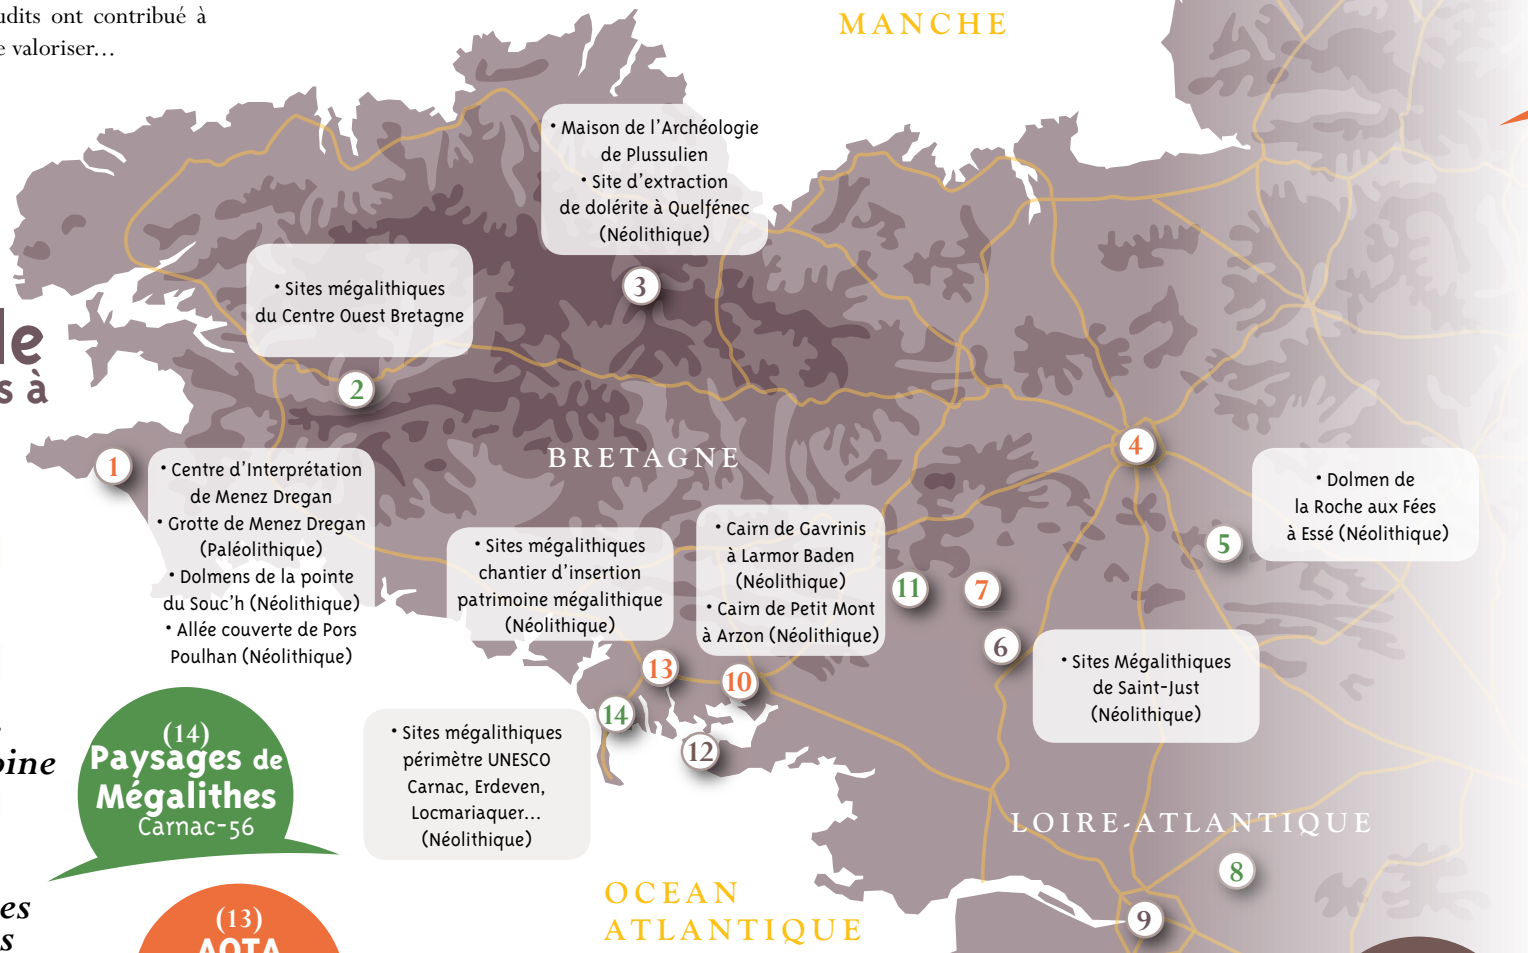 udits ont contribué à
e valoriser...
MANCHE
• Maison de l'Archéologie
de Plussulien
• Site d'extraction
de dolérite à Quelfénec
(Néolithique)
3
• Sites mégalithiques
du Centre Ouest Bretagne
2
le
s à
BRETAGNE
4
1
• Centre d'Interprétation
de Menez Dregan
• Grotte de Menez Dregan
(Paléolithique)
• Dolmens de la pointe
du Souc'h (Néolithique)
• Allée couverte de Pors
Poulhan (Néolithique)
• Dolmen de
la Roche aux Fées
à Essé (Néolithique)
5
• Sites mégalithiques
chantier d'insertion
patrimoine mégalithique
(Néolithique)
• Cairn de Gavrinis
à Larmor Baden
(Néolithique)
• Cairn de Petit Mont
à Arzon (Néolithique)
11
7
6
• Sites Mégalithiques
de Saint-Just
(Néolithique)
13
10
14
12
• Sites mégalithiques
périmètre UNESCO
Carnac, Erdeven,
Locmariaquer...
(Néolithique)
oine
(14)
Paysages de
Mégalithes
Carnac-56
LOIRE-ATLANTIQUE
8
9
OCEAN
ATLANTIQUE
es
s
(13)
AOTA